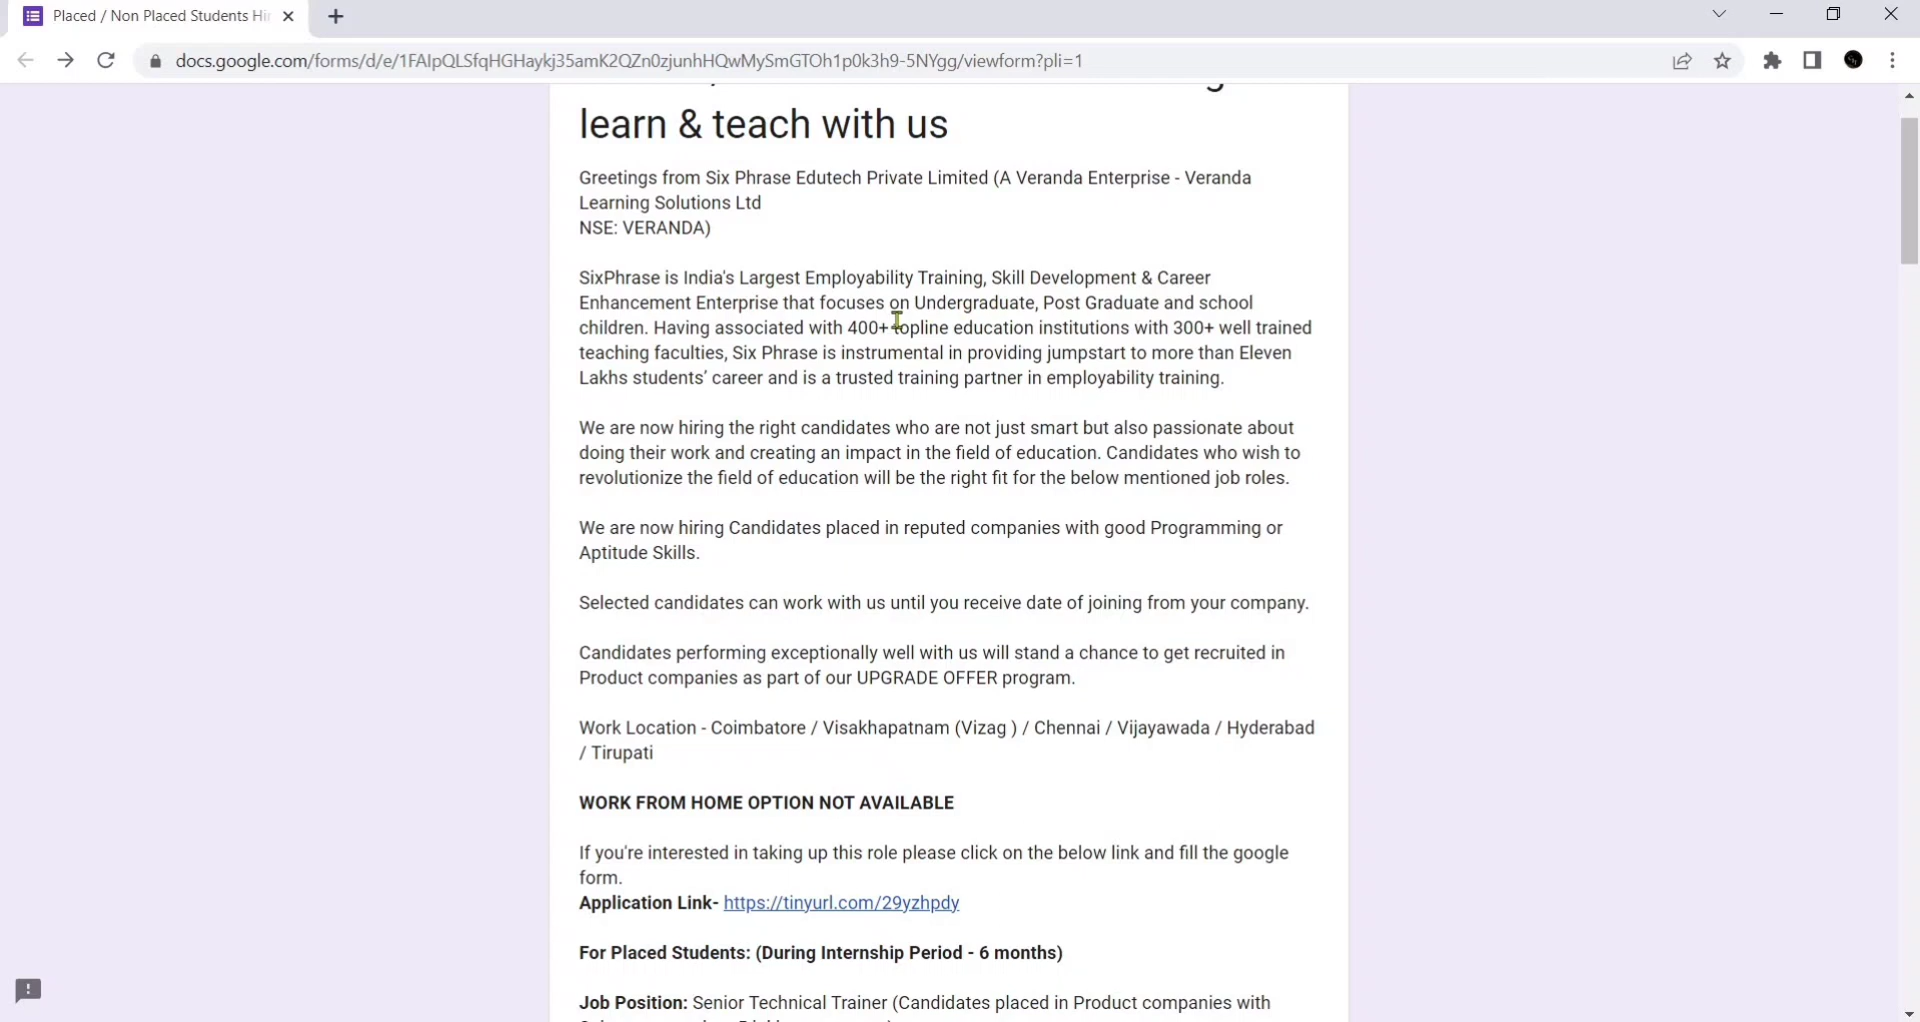 Placed / Non Placed Students Hi
docs.google.com/forms/d/e/1FAIpQLSfqHGHaykj35amK2QZn0zjunhHQwMySmGTOh1p0k3h9-5NYgg/viewform?pli=1
learn & teach with us
Greetings from Six Phrase Edutech Private Limited (A Veranda Enterprise - Veranda
Learning Solutions Ltd
NSE: VERANDA)
SixPhrase is India's Largest Employability Training, Skill Development & Career
Enhancement Enterprise that focuses on Undergraduate, Post Graduate and school
children. Having associated with 400+ topline education institutions with 300+ well trained
teaching faculties, Six Phrase is instrumental in providing jumpstart to more than Eleven
Lakhs students’ career and is a trusted training partner in employability training.
We are now hiring the right candidates who are not just smart but also passionate about
doing their work and creating an impact in the field of education. Candidates who wish to
revolutionize the field of education will be the right fit for the below mentioned job roles.
We are now hiring Candidates placed in reputed companies with good Programming or
Aptitude Skills.
Selected candidates can work with us until you receive date of joining from your company.
Candidates performing exceptionally well with us will stand a chance to get recruited in
Product companies as part of our UPGRADE OFFER program.
Work Location - Coimbatore / Visakhapatnam (Vizag ) / Chennai / Vijayawada / Hyderabad
/ Tirupati
WORK FROM HOME OPTION NOT AVAILABLE
If you're interested in taking up this role please click on the below link and fill the google
form.
Application Link- https://tinyurl.com/29yzhpdy
For Placed Students: (During Internship Period - 6 months)
Job Position: Senior Technical Trainer (Candidates placed in Product companies with